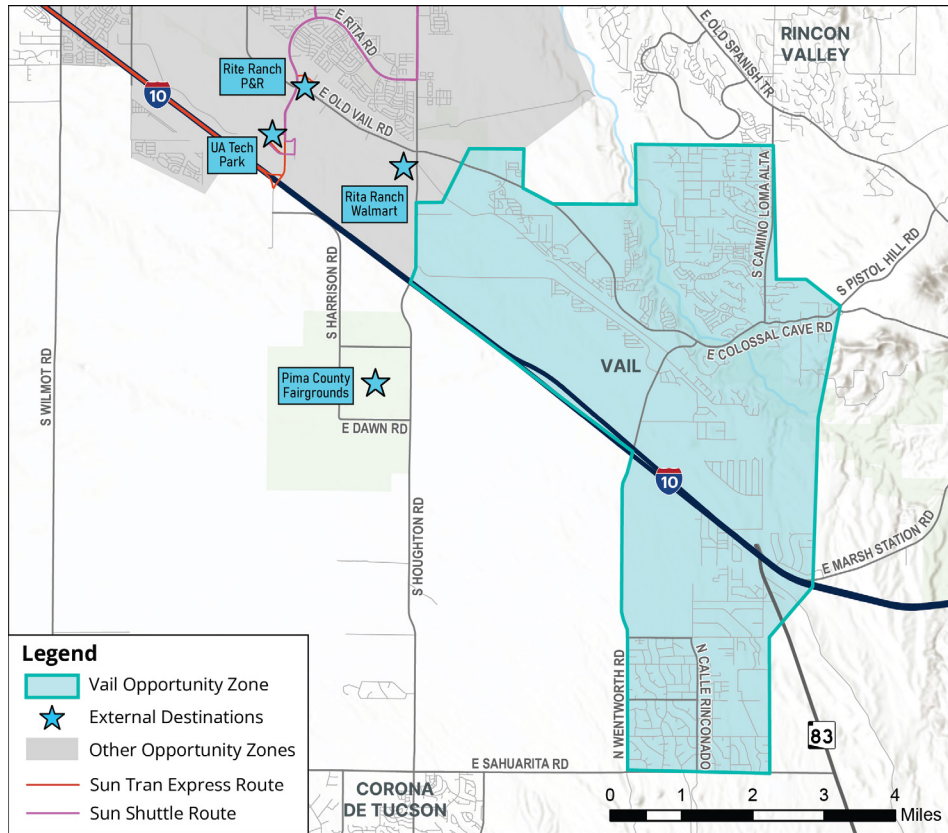 E RITA RD
E OLD SPANISH TR
RINCON
VALLEY
Rite Ranch
P&R
10
E OLD VAIL RD
UA Tech
Park
Rita Ranch
Walmart
S CAMINO LOMA ALTA
S PISTOL HILL RD
S HARRISON RD
E COLOSSAL CAVE RD
VAIL
S WILMOT RD
Pima County
Fairgrounds
E DAWN RD
10
S HOUGHTON RD
E MARSH STATION RD
Legend
Vail Opportunity Zone
External Destinations
Other Opportunity Zones
Sun Tran Express Route
Sun Shuttle Route
N WENTWORTH RD
N CALLE RINCONADO
83
E SAHUARITA RD
CORONA
DE TUCSON
0 1 2 3 4
Miles